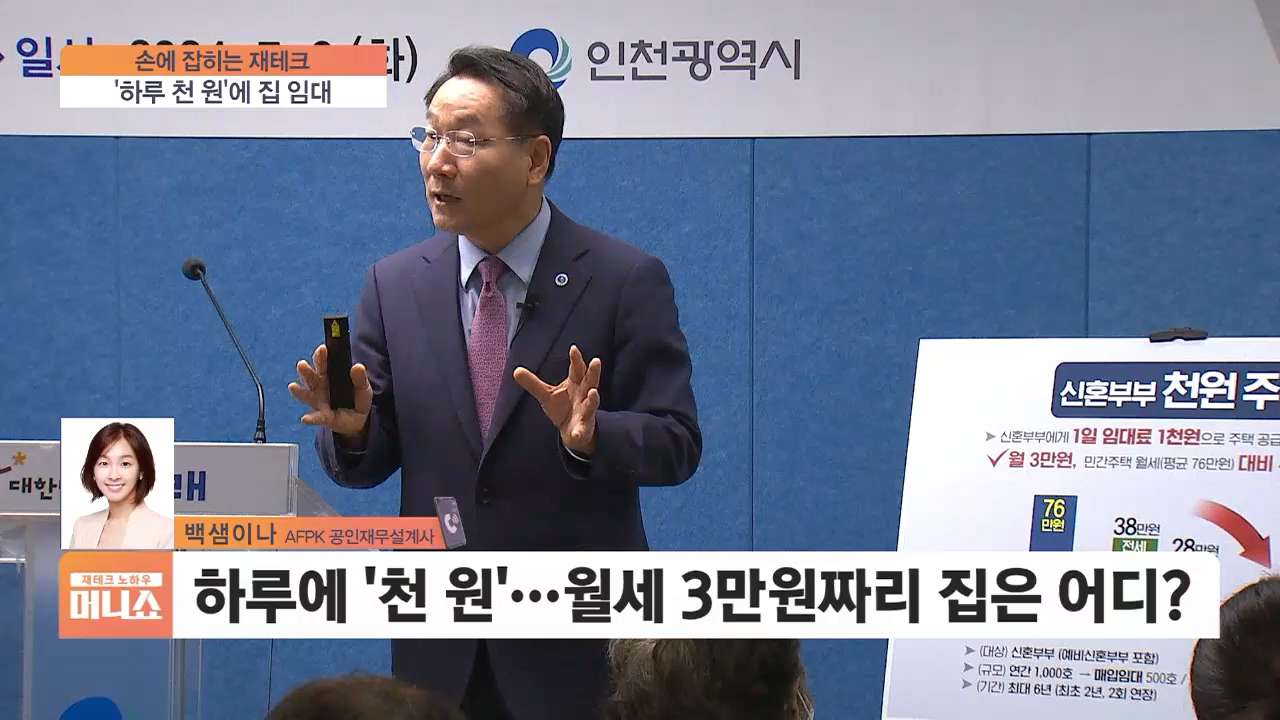 인천광역시
손에 잡히는 재테크
'하루 천 원'에 집 임대
신혼부부 천원 주
신혼부부에게 1일 임대료 1천원으로 주택 공급
월 3만원, 민간주택 월세(평균 76만원) 대비
76
만원
38만원
전세
28만원
대한
백샘이나 AFPK 공인재무설계사
재테크 노하우
머니쇼
하루에 '천 원'…월세 3만원짜리 집은 어디?
(대상) 신혼부부 (예비신혼부부 포함)
(규모) 연간 1,000호 → 매입임대 500호 /
(기간) 최대 6년 (최초 2년, 2회 연장)